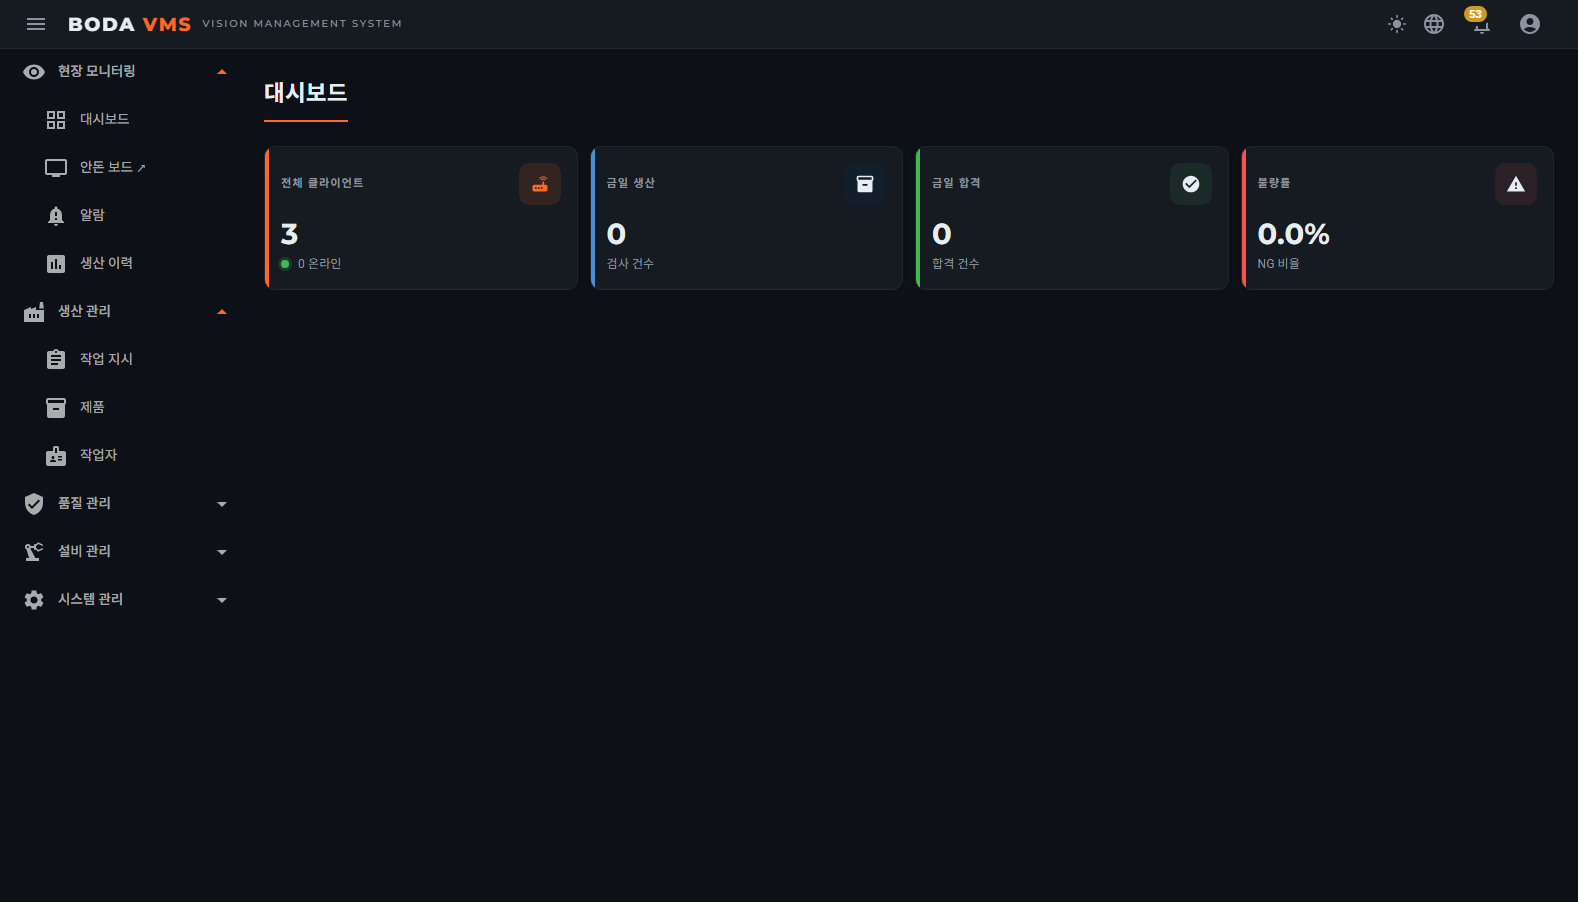 BODA VMS VISION MANAGEMENT SYSTEM
53
현장 모니터링
대시보드
안돈 보드 ↗
알람
생산 이력
생산 관리
작업 지시
제품
작업자
품질 관리
설비 관리
시스템 관리
대시보드
전체 클라이언트
3
0 온라인
금일 생산
0
검사 건수
금일 합격
0
합격 건수
불량률
0.0%
NG 비율